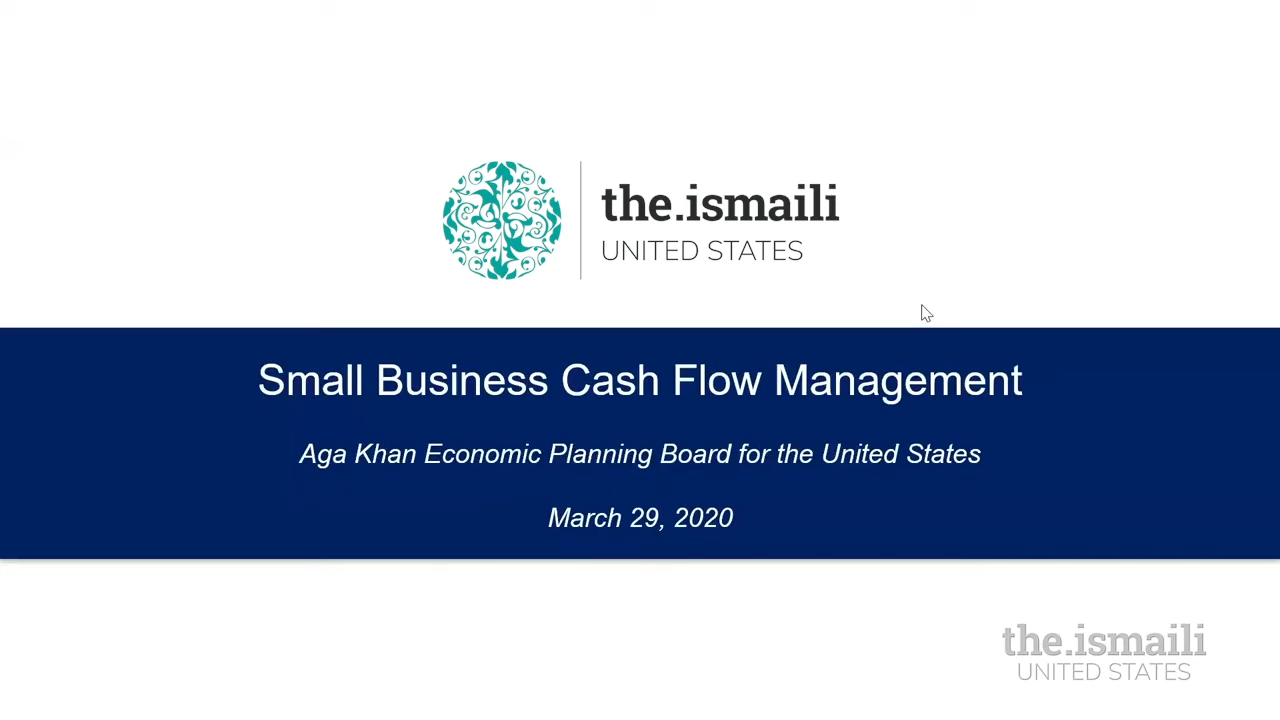 the.ismaili
UNITED STATES
Small Business Cash Flow Management
Aga Khan Economic Planning Board for the United States
March 29, 2020
the.ismaili
UNITED STATES